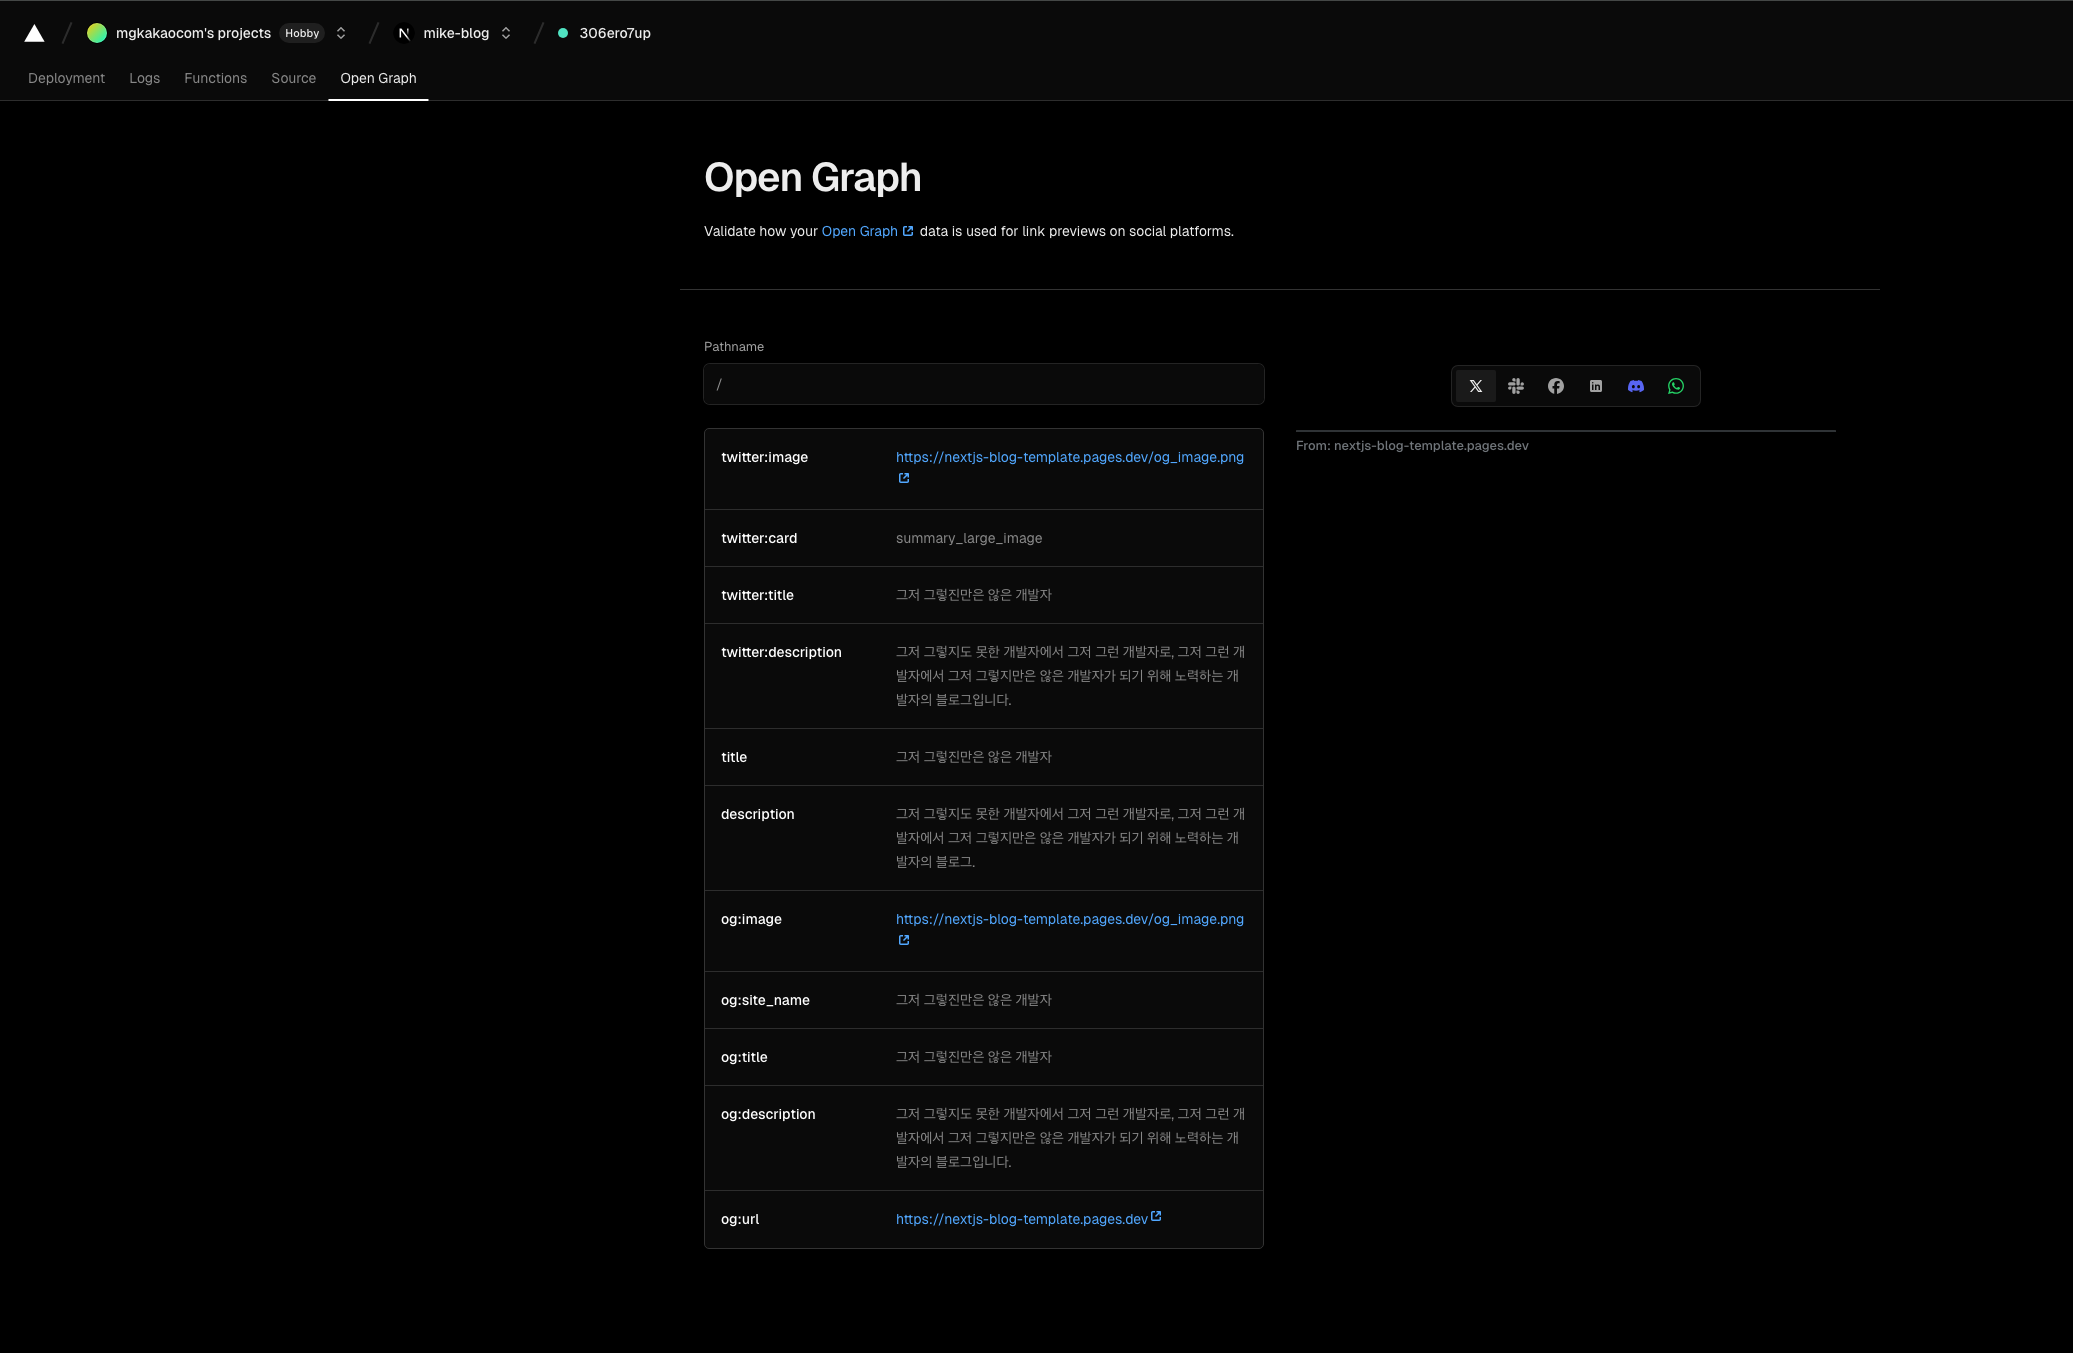 mgkakaocom's projects Hobby mike-blog 306ero7up
Deployment Logs Functions Source Open Graph
Open Graph
Validate how your Open Graph data is used for link previews on social platforms.
Pathname
/
From: nextjs-blog-template.pages.dev
twitter:image https://nextjs-blog-template.pages.dev/og_image.png
twitter:card summary_large_image
twitter:title 그저 그렇진만은 않은 개발자
twitter:description 그저 그렇지도 못한 개발자에서 그저 그런 개발자로, 그저 그런 개
발자에서 그저 그렇지만은 않은 개발자가 되기 위해 노력하는 개
발자의 블로그입니다.
title 그저 그렇진만은 않은 개발자
description 그저 그렇지도 못한 개발자에서 그저 그런 개발자로, 그저 그런 개
발자에서 그저 그렇지만은 않은 개발자가 되기 위해 노력하는 개
발자의 블로그.
og:image https://nextjs-blog-template.pages.dev/og_image.png
og:site_name 그저 그렇진만은 않은 개발자
og:title 그저 그렇진만은 않은 개발자
og:description 그저 그렇지도 못한 개발자에서 그저 그런 개발자로, 그저 그런 개
발자에서 그저 그렇지만은 않은 개발자가 되기 위해 노력하는 개
발자의 블로그입니다.
og:url https://nextjs-blog-template.pages.dev